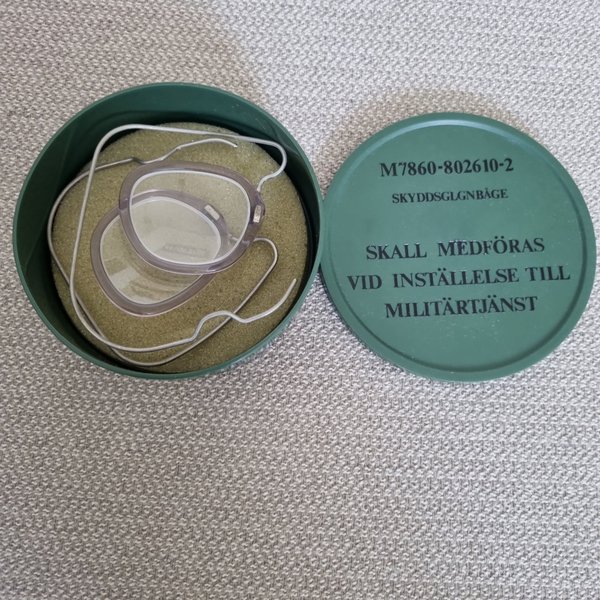 M7860-802610-2
SKYDDSGLGNBÅGE
SKALL MEDFÖRAS
VID INSTÄLLELSE TILL
MILITÄRTJÄNST